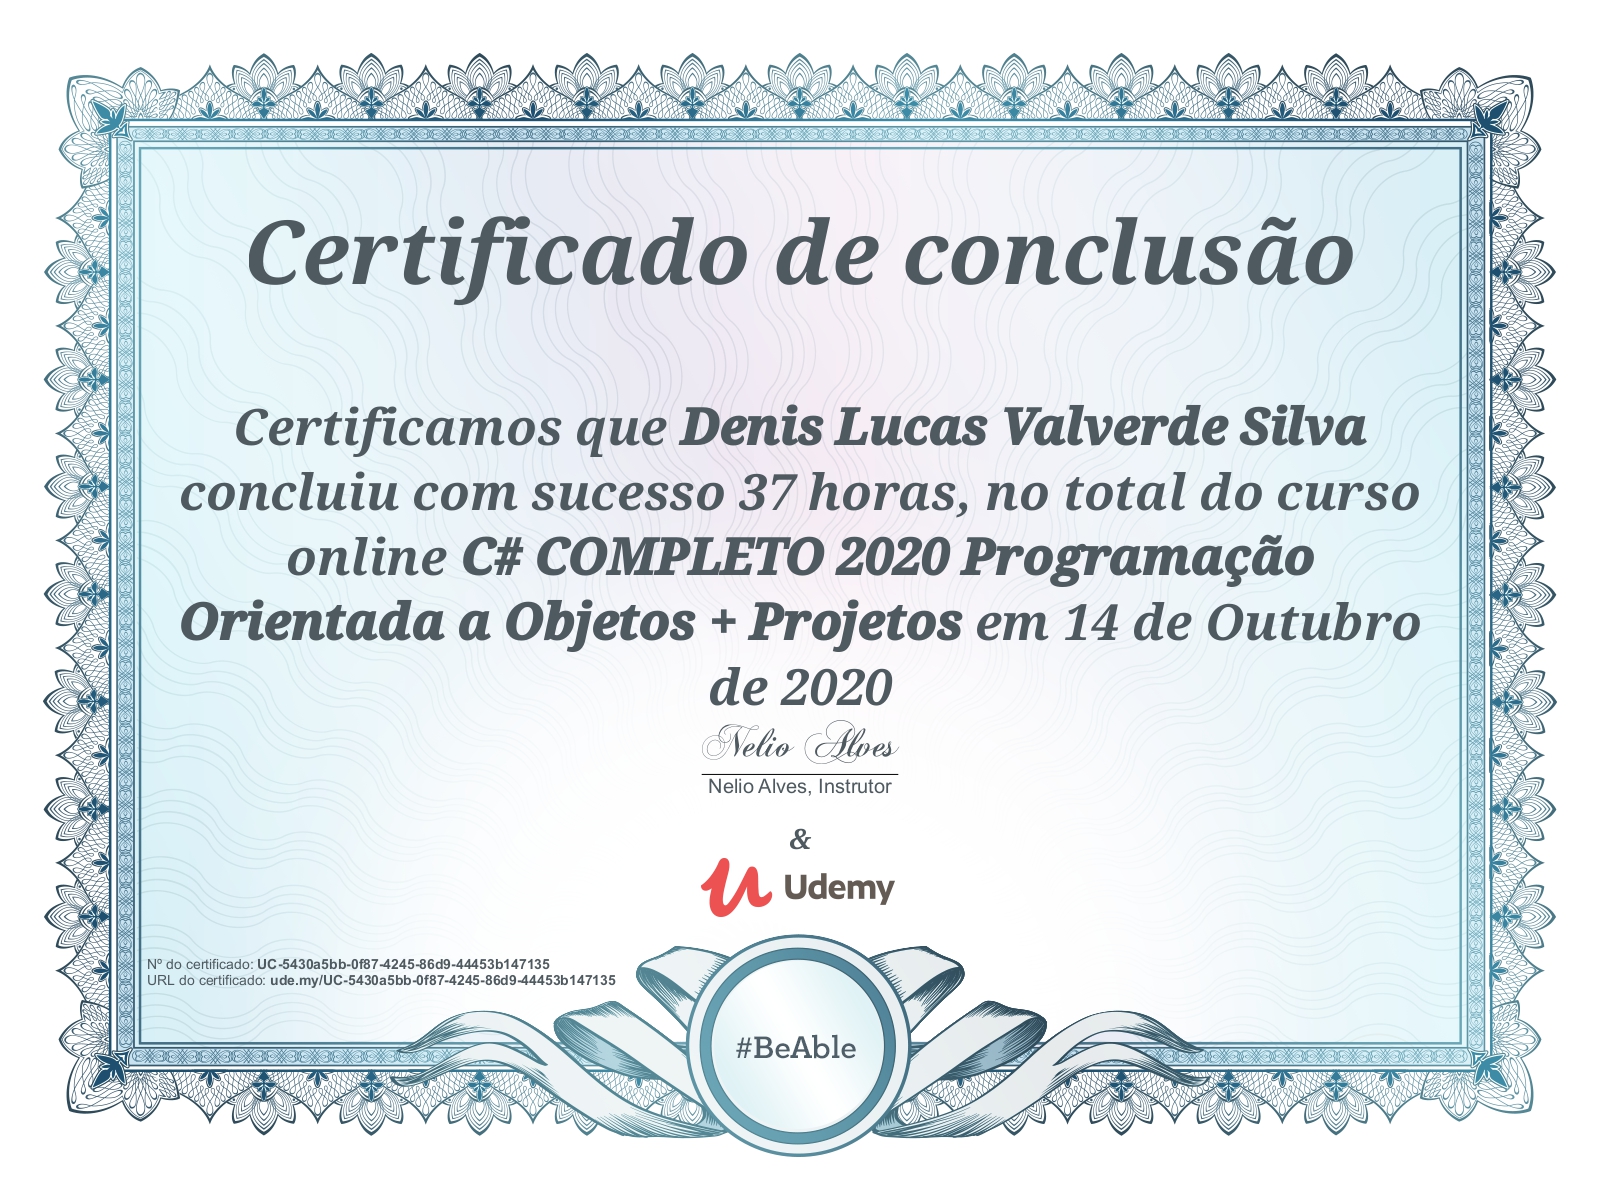 Certificado de conclusão
Certificamos que Denis Lucas Valverde Silva
concluiu com sucesso 37 horas, no total do curso
online C# COMPLETO 2020 Programação
Orientada a Objetos + Projetos em 14 de Outubro
de 2020
Nelio Alves
Nelio Alves, Instrutor
&
Udemy
Nº do certificado: UC-5430a5bb-0f87-4245-86d9-44453b147135
URL do certificado: ude.my/UC-5430a5bb-0f87-4245-86d9-44453b147135
#BeAble